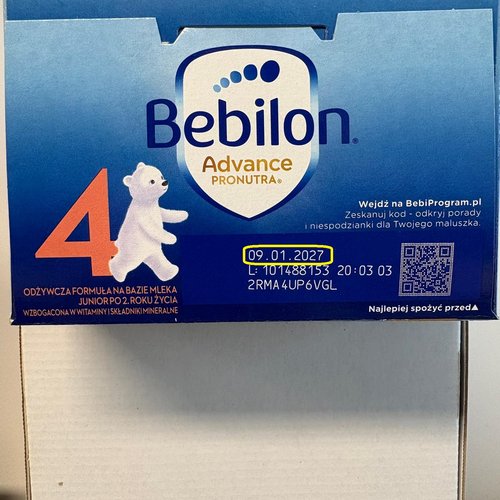 Bebilon®
Advance
PRONUTRA®
4
Wejdź na BebiProgram.pl
Zeskanuj kod - odkryj porady
i niespodzianki dla Twojego maluszka.
09.01.2027
L: 101488153 20:03 03
2RMA4UP6VGL
ODŻYWCZA FORMUŁA NA BAZIE MLEKA
JUNIOR PO 2. ROKU ŻYCIA
WZBOGACONA W WITAMINY I SKŁADNIKI MINERALNE
Najlepiej spożyć przed▲